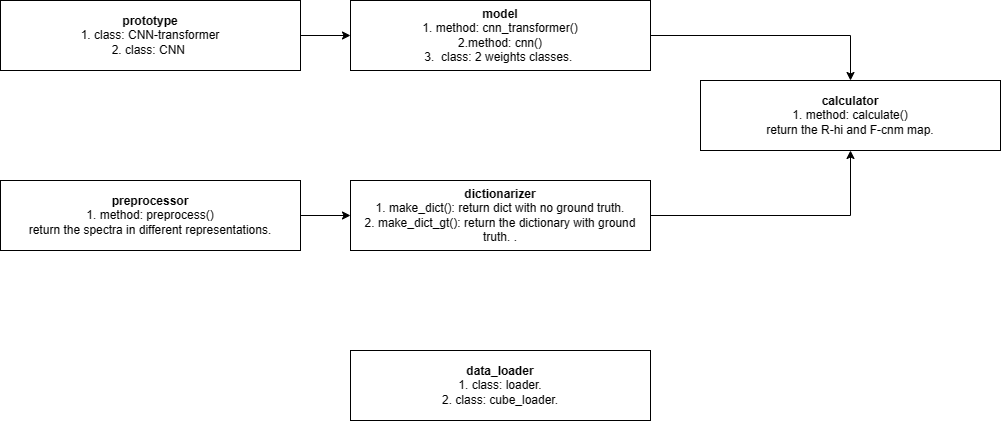 prototype
1. class: CNN-transformer
2. class: CNN
model
1. method: cnn_transformer()
2.method: cnn()
3.  class: 2 weights classes.
calculator
1. method: calculate()
return the R-hi and F-cnm map.
preprocessor
1. method: preprocess()
return the spectra in different representations.
dictionarizer
1. make_dict(): return dict with no ground truth.
2. make_dict_gt(): return the dictionary with ground
truth. .
data_loader
1. class: loader.
2. class: cube_loader.